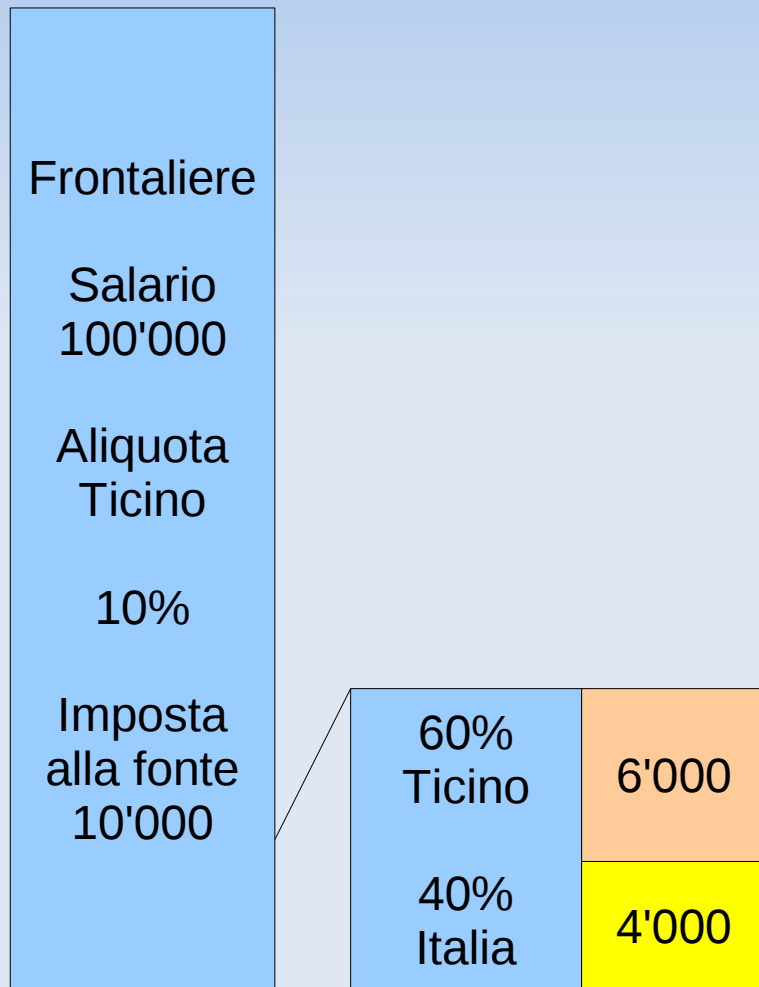 Frontaliere
Salario
100'000
Aliquota
Ticino
10%
Imposta
alla fonte
10'000
60%
Ticino
6'000
40%
Italia
4'000